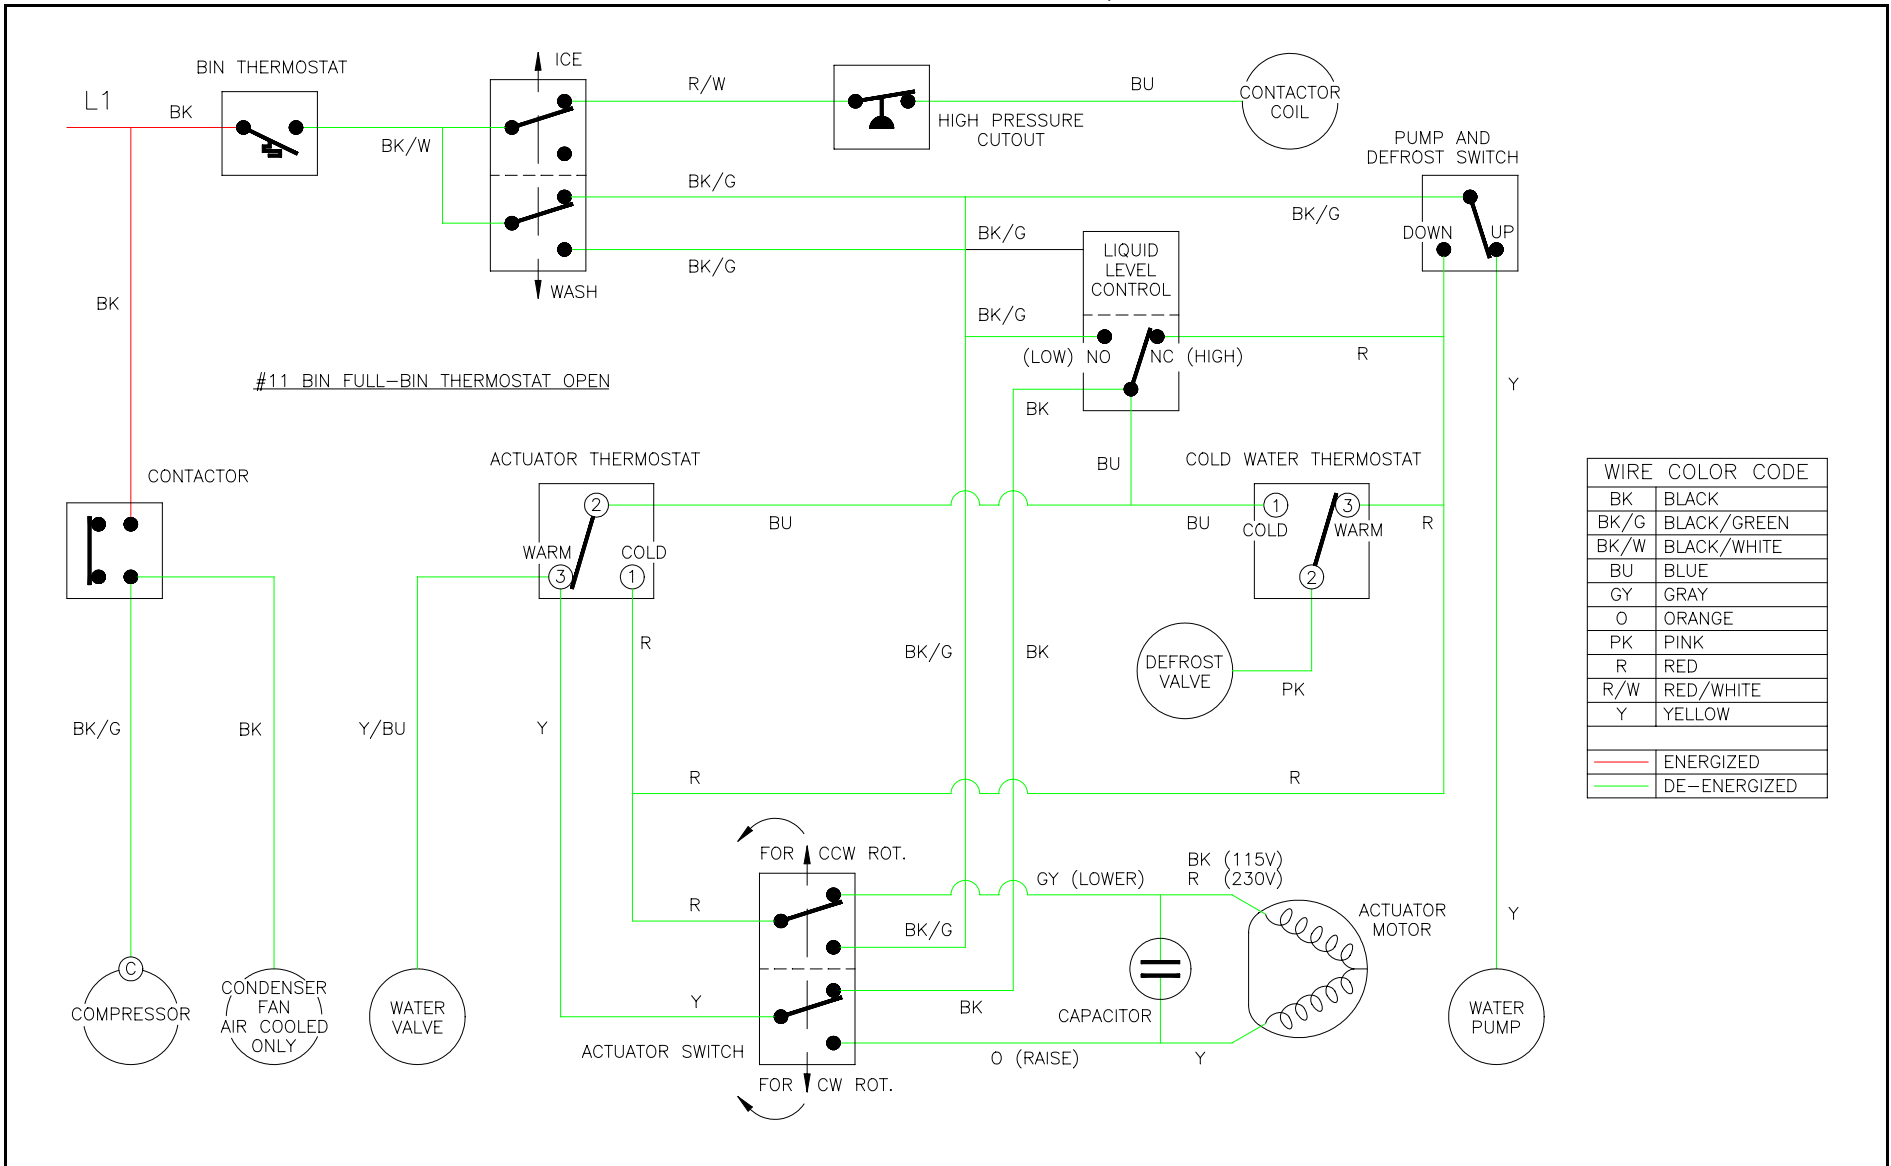 BIN THERMOSTAT
L1
BK
BK/W
ICE
WASH
R/W
HIGH PRESSURE
CUTOUT
BU
CONTACTOR
COIL
PUMP AND
DEFROST SWITCH
DOWN
UP
BK/G
BK/G
BK/G
BK/G
LIQUID
LEVEL
CONTROL
BK/G
(LOW) NO
NC (HIGH)
R
Y
BK
#11 BIN FULL-BIN THERMOSTAT OPEN
BK
BU
CONTACTOR
ACTUATOR THERMOSTAT
2
WARM
COLD
3
1
BU
COLD WATER THERMOSTAT
1
3
COLD
WARM
2
BU
R
WIRE COLOR CODE
BK BLACK
BK/G BLACK/GREEN
BK/W BLACK/WHITE
BU BLUE
GY GRAY
O ORANGE
PK PINK
R RED
R/W RED/WHITE
Y YELLOW
ENERGIZED
DE-ENERGIZED
R
BK/G
BK
DEFROST
VALVE
PK
BK/G
BK
Y/BU
Y
R
R
FOR CCW ROT.
R
BK/G
GY (LOWER)
BK (115V)
R (230V)
ACTUATOR
MOTOR
Y
C
COMPRESSOR
CONDENSER
FAN
AIR COOLED
ONLY
WATER
VALVE
Y
BK
CAPACITOR
WATER
PUMP
ACTUATOR SWITCH
O (RAISE)
Y
FOR CW ROT.